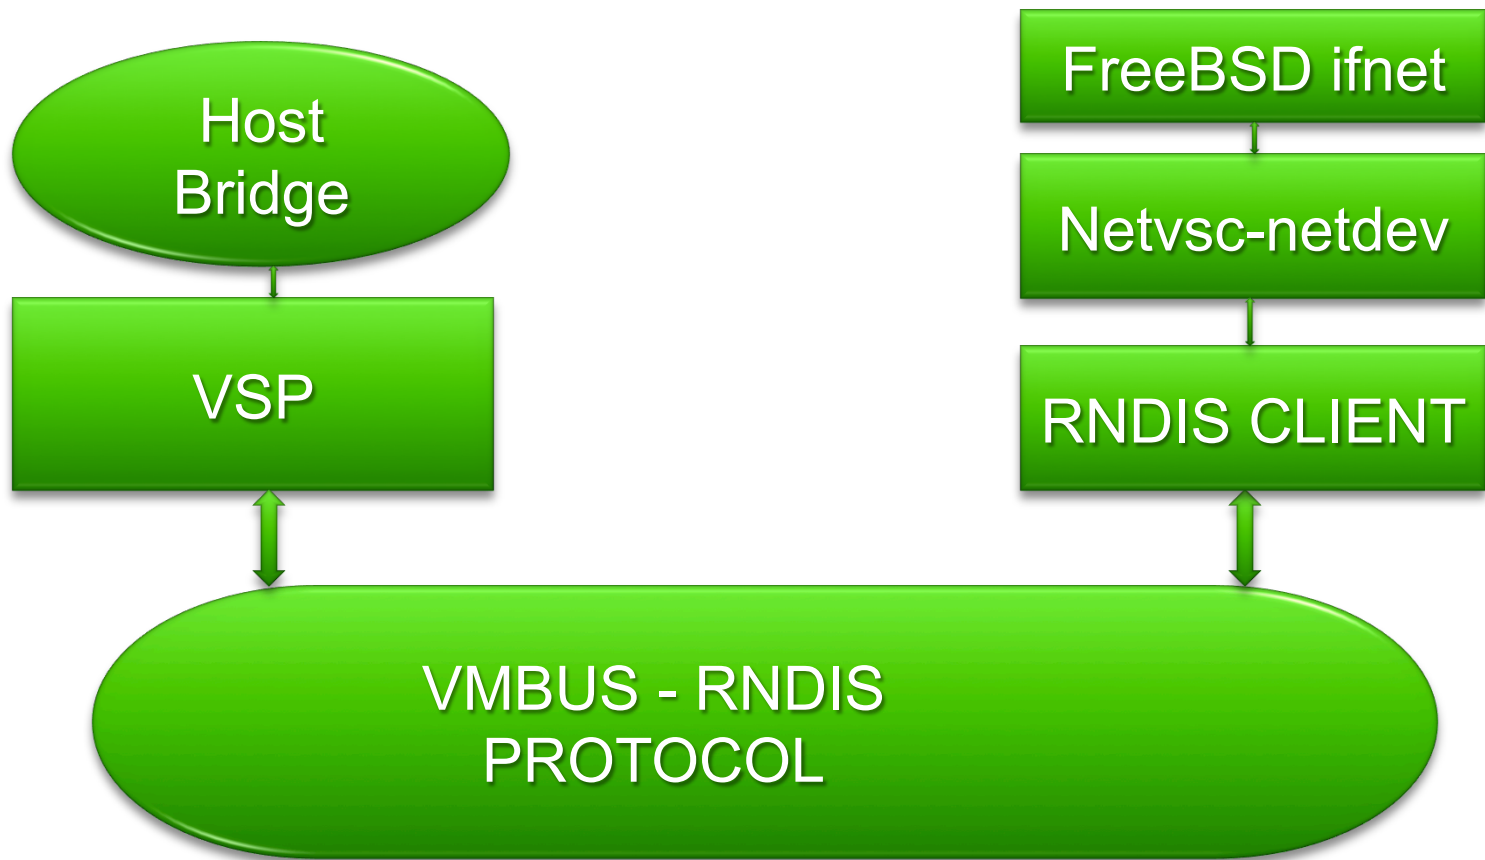 Host
Bridge
VSP
FreeBSD ifnet
Netvsc-netdev
RNDIS CLIENT
VMBUS - RNDIS
PROTOCOL